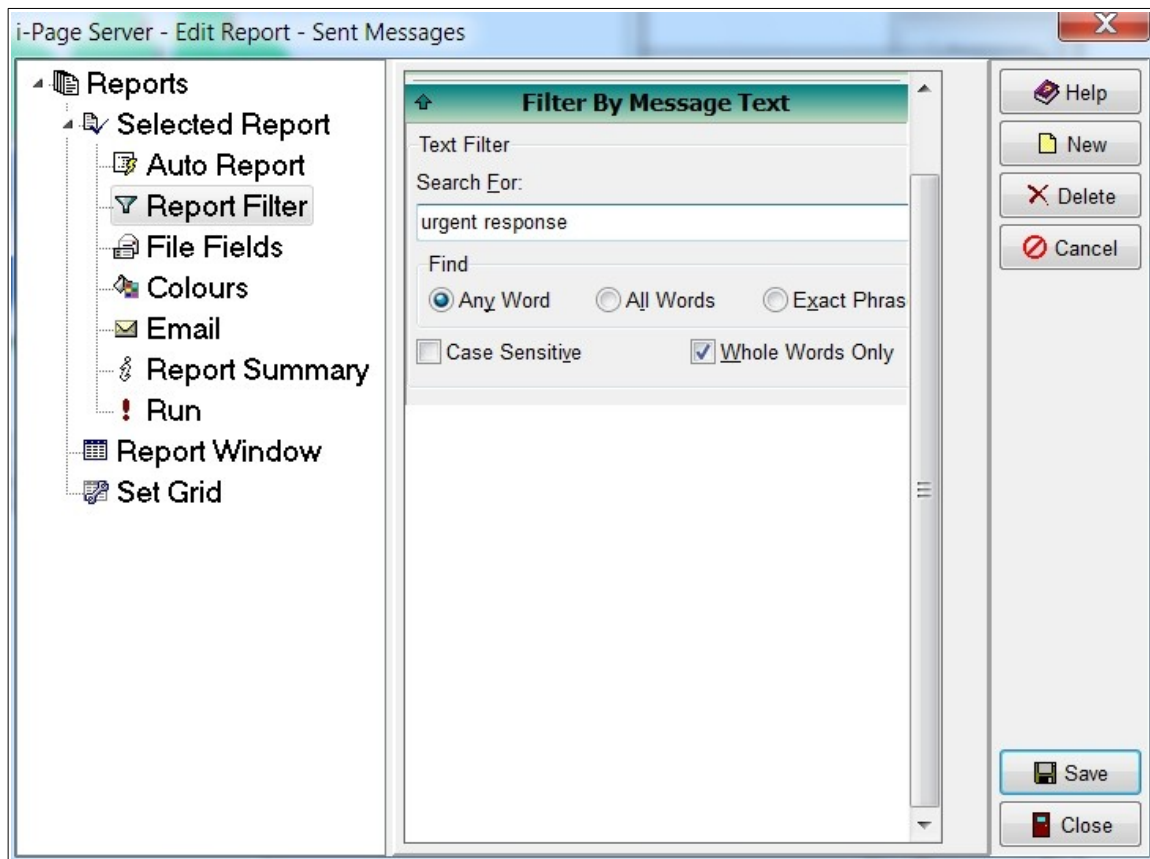 i-Page Server - Edit Report - Sent Messages
Reports
Selected Report
Auto Report
Report Filter
File Fields
Colours
Email
Report Summary
Run
Report Window
Set Grid
Filter By Message Text
Text Filter
Search For:
urgent response
Find
Any Word All Words Exact Phras
Case Sensitive Whole Words Only
Help
New
Delete
Cancel
Save
Close